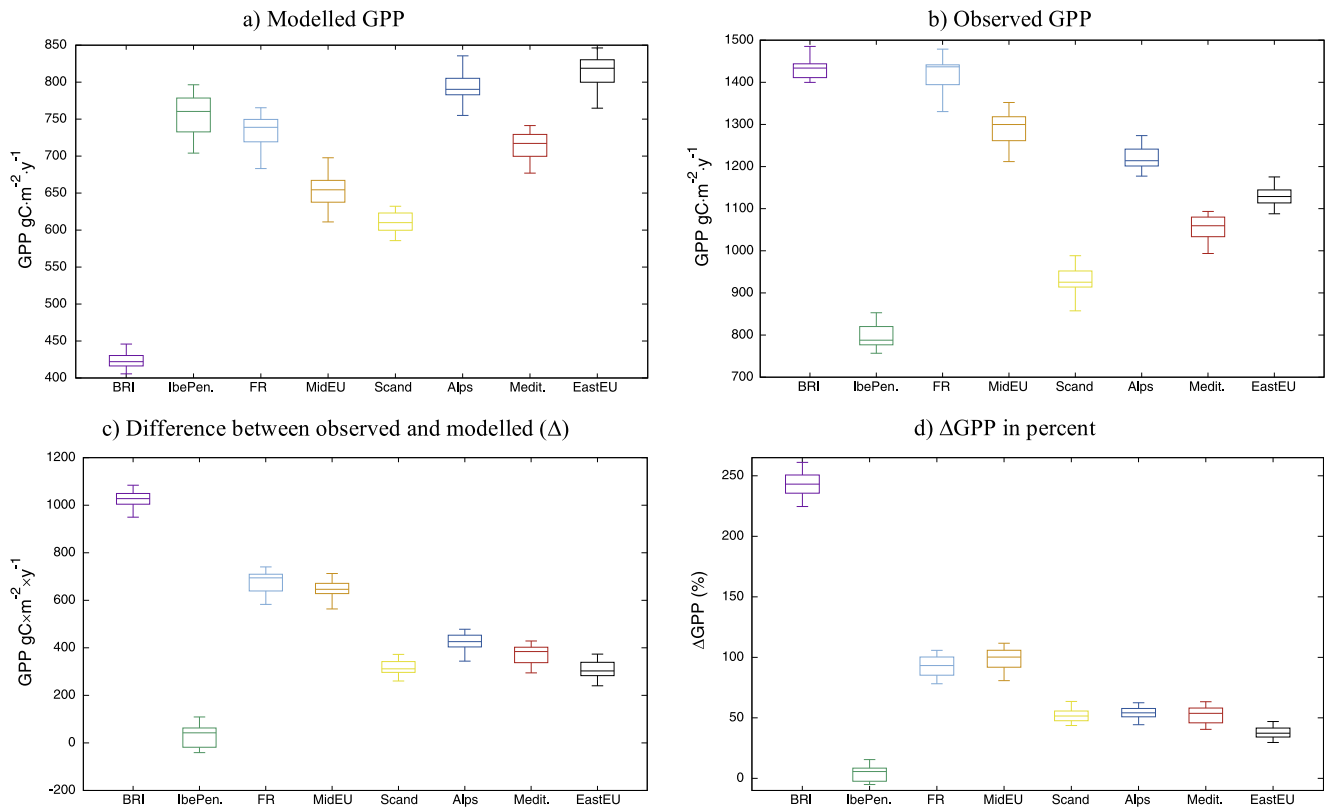 a) Modelled GPP
850
800
750
700
650
600
550
500
450
400
GPP gC·m⁻²·y⁻¹
BRI IbePen. FR MidEU Scand Alps Medit. EastEU
b) Observed GPP
1500
1400
1300
1200
1100
1000
900
800
700
GPP gC·m⁻²·y⁻¹
BRI IbePen. FR MidEU Scand Alps Medit. EastEU
c) Difference between observed and modelled (Δ)
1200
1000
800
600
400
200
0
-200
GPP gC×m⁻²×y⁻¹
BRI IbePen. FR MidEU Scand Alps Medit. EastEU
d) ΔGPP in percent
250
200
150
100
50
0
ΔGPP (%)
BRI IbePen. FR MidEU Scand Alps Medit. EastEU